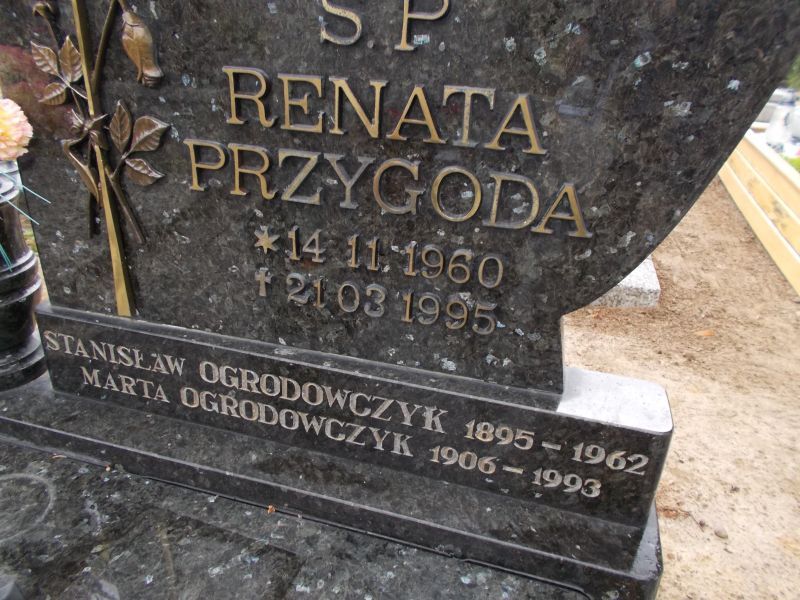 Ś.P
RENATA
PRZYGODA
* 14 11 1960
† 21 03 1995
STANISŁAW OGRODOWCZYK 1895 – 1962
MARTA OGRODOWCZYK 1906 – 1993